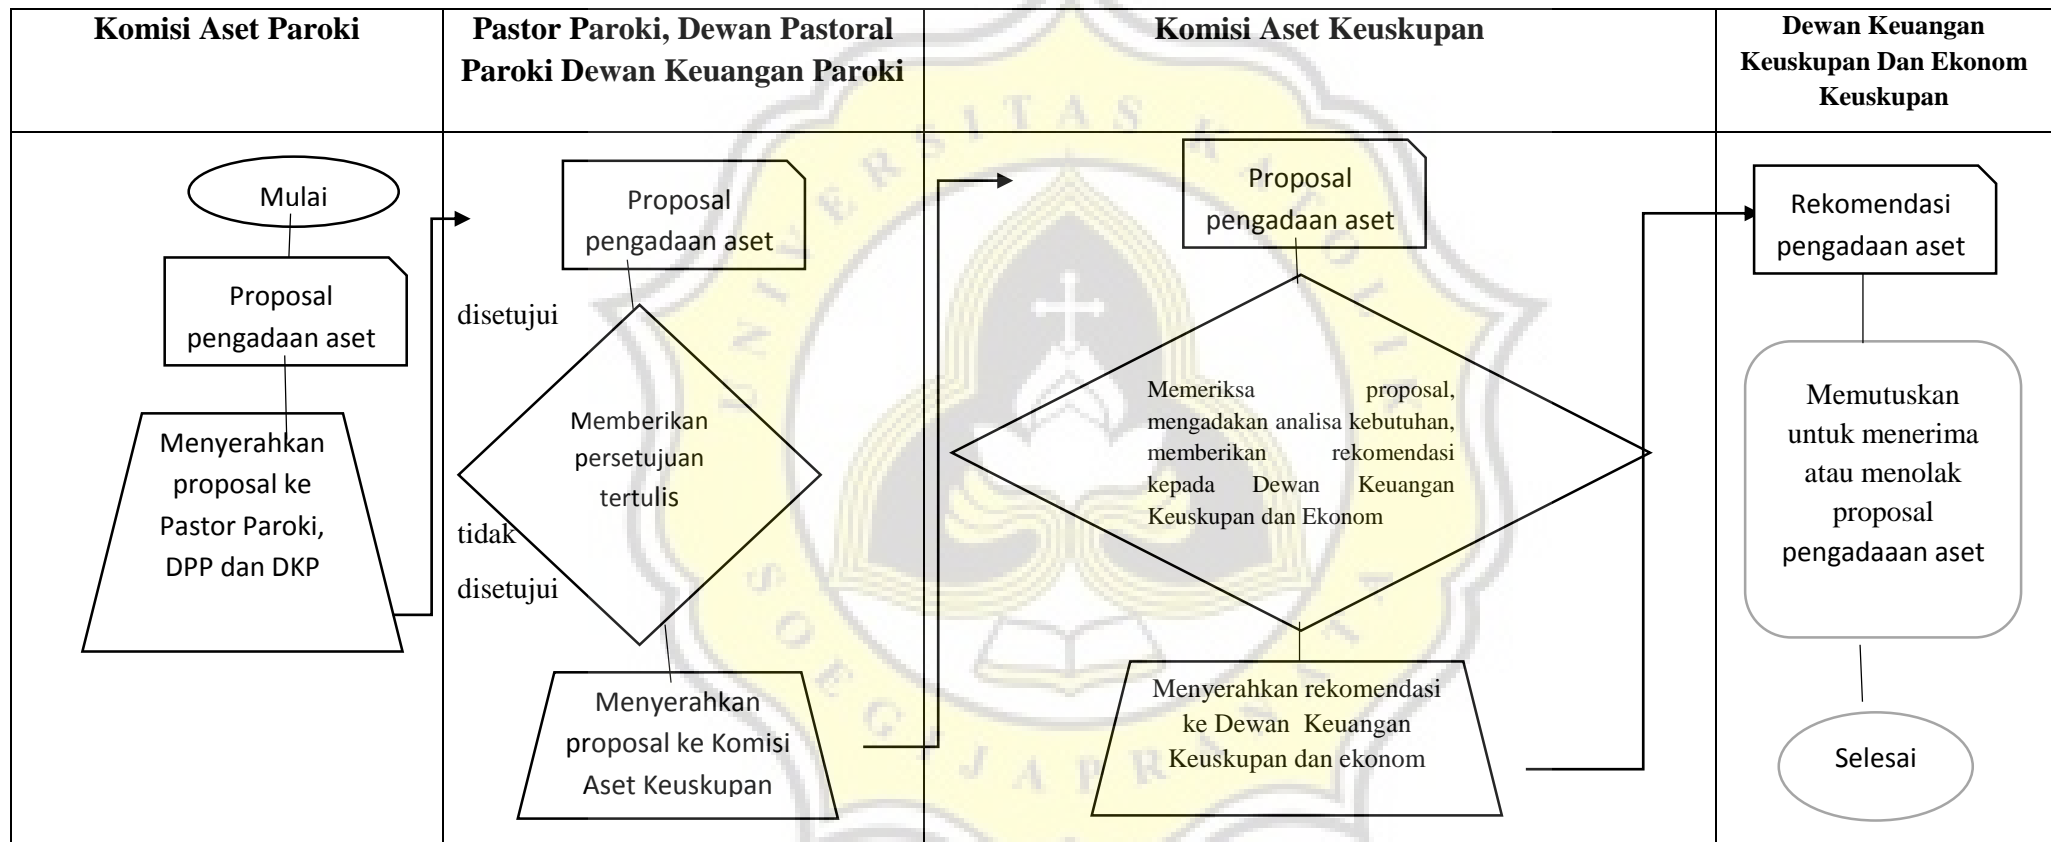 Komisi Aset Paroki
Pastor Paroki, Dewan Pastoral
Paroki Dewan Keuangan Paroki
Komisi Aset Keuskupan
Dewan Keuangan
Keuskupan Dan Ekonom
Keuskupan
Mulai
Proposal
pengadaan aset
Menyerahkan
proposal ke
Pastor Paroki,
DPP dan DKP
Proposal
pengadaan aset
disetujui
Memberikan
persetujuan
tertulis
tidak
disetujui
Menyerahkan
proposal ke Komisi
Aset Keuskupan
Proposal
pengadaan aset
Memeriksa proposal,
mengadakan analisa kebutuhan,
memberikan rekomendasi
kepada Dewan Keuangan
Keuskupan dan Ekonom
Menyerahkan rekomendasi
ke Dewan Keuangan
Keuskupan dan ekonom
Rekomendasi
pengadaan aset
Memutuskan
untuk menerima
atau menolak
proposal
pengadaaan aset
Selesai
UNIVERSITAS KATOLIK
SOEGIJAPRANATA